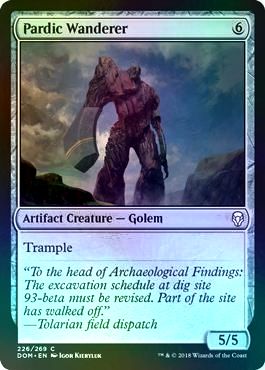 Pardic Wanderer 6
Artifact Creature — Golem
Trample
“To the head of Archaeological Findings:
The excavation schedule at dig site
93-beta must be revised. Part of the site
has walked off.”
—Tolarian field dispatch
5/5
226/269 C
DOM • EN Igor Kieryluk
™ & © 2018 Wizards of the Coast